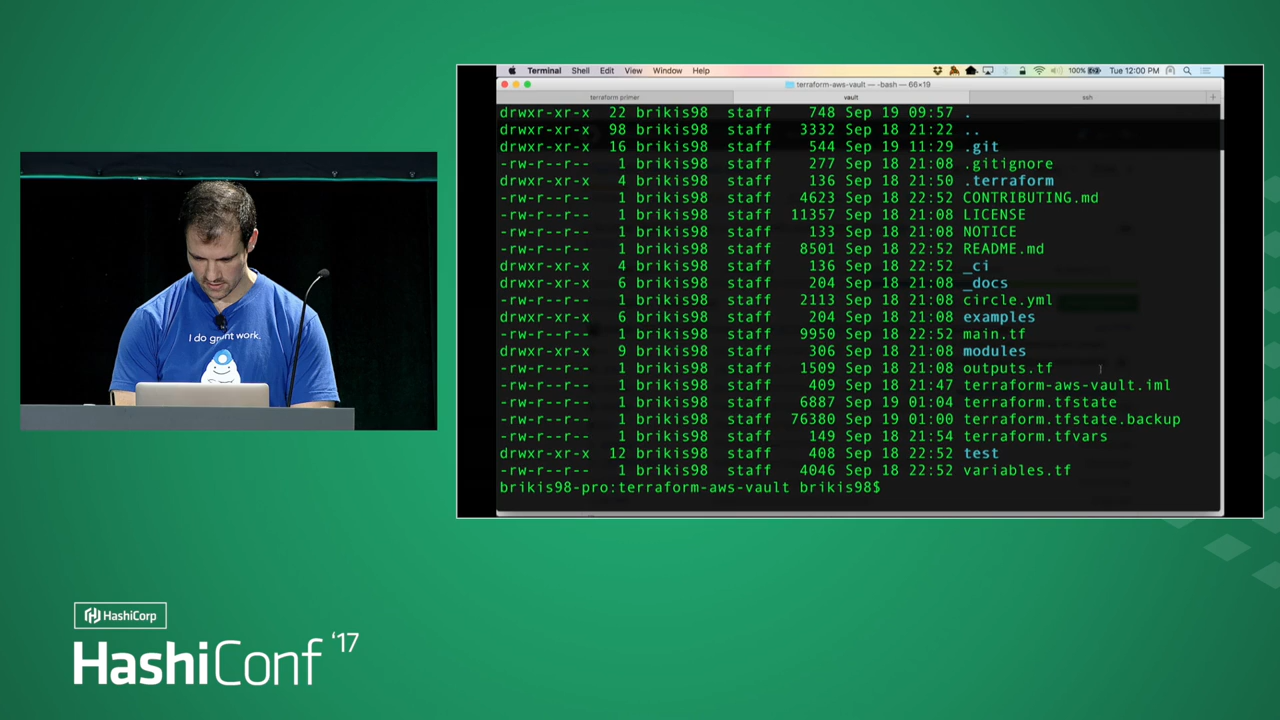 Terminal Shell Edit View Window Help 100% Tue 12:00 PM
terraform-aws-vault — -bash — 66×19
terraform primer vault ssh +
drwxr-xr-x 22 brikis98 staff 748 Sep 19 09:57 .
drwxr-xr-x 98 brikis98 staff 3332 Sep 18 21:22 ..
drwxr-xr-x 16 brikis98 staff 544 Sep 19 11:29 .git
-rw-r--r-- 1 brikis98 staff 277 Sep 18 21:08 .gitignore
drwxr-xr-x 4 brikis98 staff 136 Sep 18 21:50 .terraform
-rw-r--r-- 1 brikis98 staff 4623 Sep 18 22:52 CONTRIBUTING.md
-rw-r--r-- 1 brikis98 staff 11357 Sep 18 21:08 LICENSE
-rw-r--r-- 1 brikis98 staff 133 Sep 18 21:08 NOTICE
-rw-r--r-- 1 brikis98 staff 8501 Sep 18 22:52 README.md
drwxr-xr-x 4 brikis98 staff 136 Sep 18 22:52 _ci
drwxr-xr-x 6 brikis98 staff 204 Sep 18 21:08 _docs
-rw-r--r-- 1 brikis98 staff 2113 Sep 18 21:08 circle.yml
drwxr-xr-x 6 brikis98 staff 204 Sep 18 21:08 examples
-rw-r--r-- 1 brikis98 staff 9950 Sep 18 22:52 main.tf
drwxr-xr-x 9 brikis98 staff 306 Sep 18 21:08 modules
-rw-r--r-- 1 brikis98 staff 1509 Sep 18 21:08 outputs.tf
-rw-r--r-- 1 brikis98 staff 409 Sep 18 21:47 terraform-aws-vault.iml
-rw-r--r-- 1 brikis98 staff 6887 Sep 19 01:04 terraform.tfstate
-rw-r--r-- 1 brikis98 staff 76380 Sep 19 01:00 terraform.tfstate.backup
-rw-r--r-- 1 brikis98 staff 149 Sep 18 21:54 terraform.tfvars
drwxr-xr-x 12 brikis98 staff 408 Sep 18 22:52 test
-rw-r--r-- 1 brikis98 staff 4046 Sep 18 22:52 variables.tf
brikis98-pro:terraform-aws-vault brikis98$
I do gr nt work.
HashiCorp
HashiConf '17